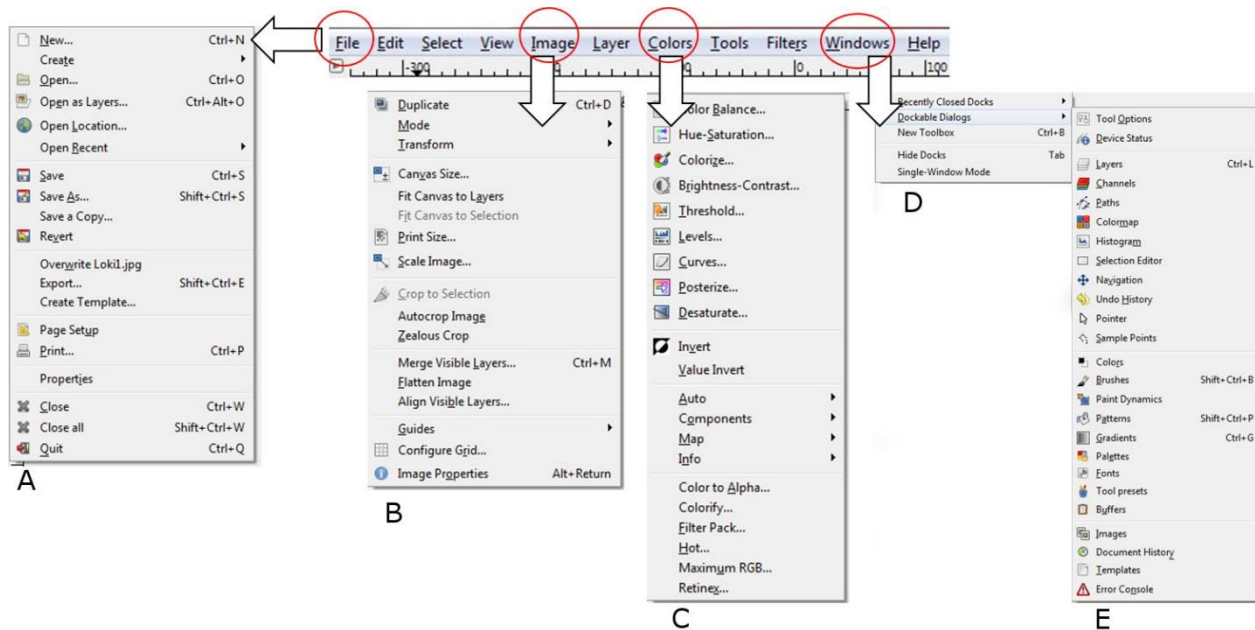 File Edit Select View Image Layer Colors Tools Filters Windows Help
-300 0 100
New... Ctrl+N
Create
Open... Ctrl+O
Open as Layers... Ctrl+Alt+O
Open Location...
Open Recent
Save Ctrl+S
Save As... Shift+Ctrl+S
Save a Copy...
Revert
Overwrite Loki1.jpg
Export... Shift+Ctrl+E
Create Template...
Page Setup
Print... Ctrl+P
Properties
Close Ctrl+W
Close all Shift+Ctrl+W
Quit Ctrl+Q
A
Duplicate Ctrl+D
Mode
Transform
Canvas Size...
Fit Canvas to Layers
Fit Canvas to Selection
Print Size...
Scale Image...
Crop to Selection
Autocrop Image
Zealous Crop
Merge Visible Layers... Ctrl+M
Flatten Image
Align Visible Layers...
Guides
Configure Grid...
Image Properties Alt+Return
B
Color Balance...
Hue-Saturation...
Colorize...
Brightness-Contrast...
Threshold...
Levels...
Curves...
Posterize...
Desaturate...
Invert
Value Invert
Auto
Components
Map
Info
Color to Alpha...
Colorify...
Filter Pack...
Hot...
Maximum RGB...
Retinex...
C
Recently Closed Docks
Dockable Dialogs
New Toolbox Ctrl+B
Hide Docks Tab
Single-Window Mode
D
Tool Options
Device Status
Layers Ctrl+L
Channels
Paths
Colormap
Histogram
Selection Editor
Navigation
Undo History
Pointer
Sample Points
Colors
Brushes Shift+Ctrl+B
Paint Dynamics
Patterns Shift+Ctrl+P
Gradients Ctrl+G
Palettes
Fonts
Tool presets
Buffers
Images
Document History
Templates
Error Console
E